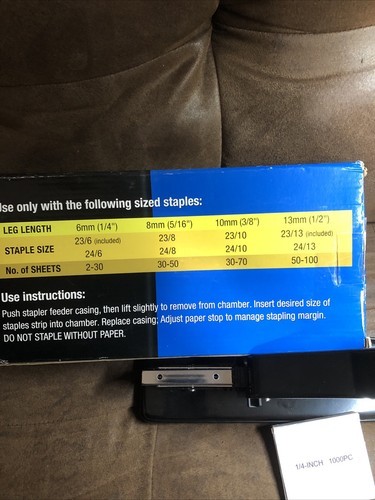 Use only with the following sized staples:
LEG LENGTH 6mm (1/4") 8mm (5/16") 10mm (3/8") 13mm (1/2")
STAPLE SIZE 23/6 (included) 23/8 23/10 23/13 (included)
24/6 24/8 24/10 24/13
No. of SHEETS 2-30 30-50 30-70 50-100
Use instructions:
Push stapler feeder casing, then lift slightly to remove from chamber. Insert desired size of
staples strip into chamber. Replace casing; Adjust paper stop to manage stapling margin.
DO NOT STAPLE WITHOUT PAPER.
1/4-INCH 1000PC